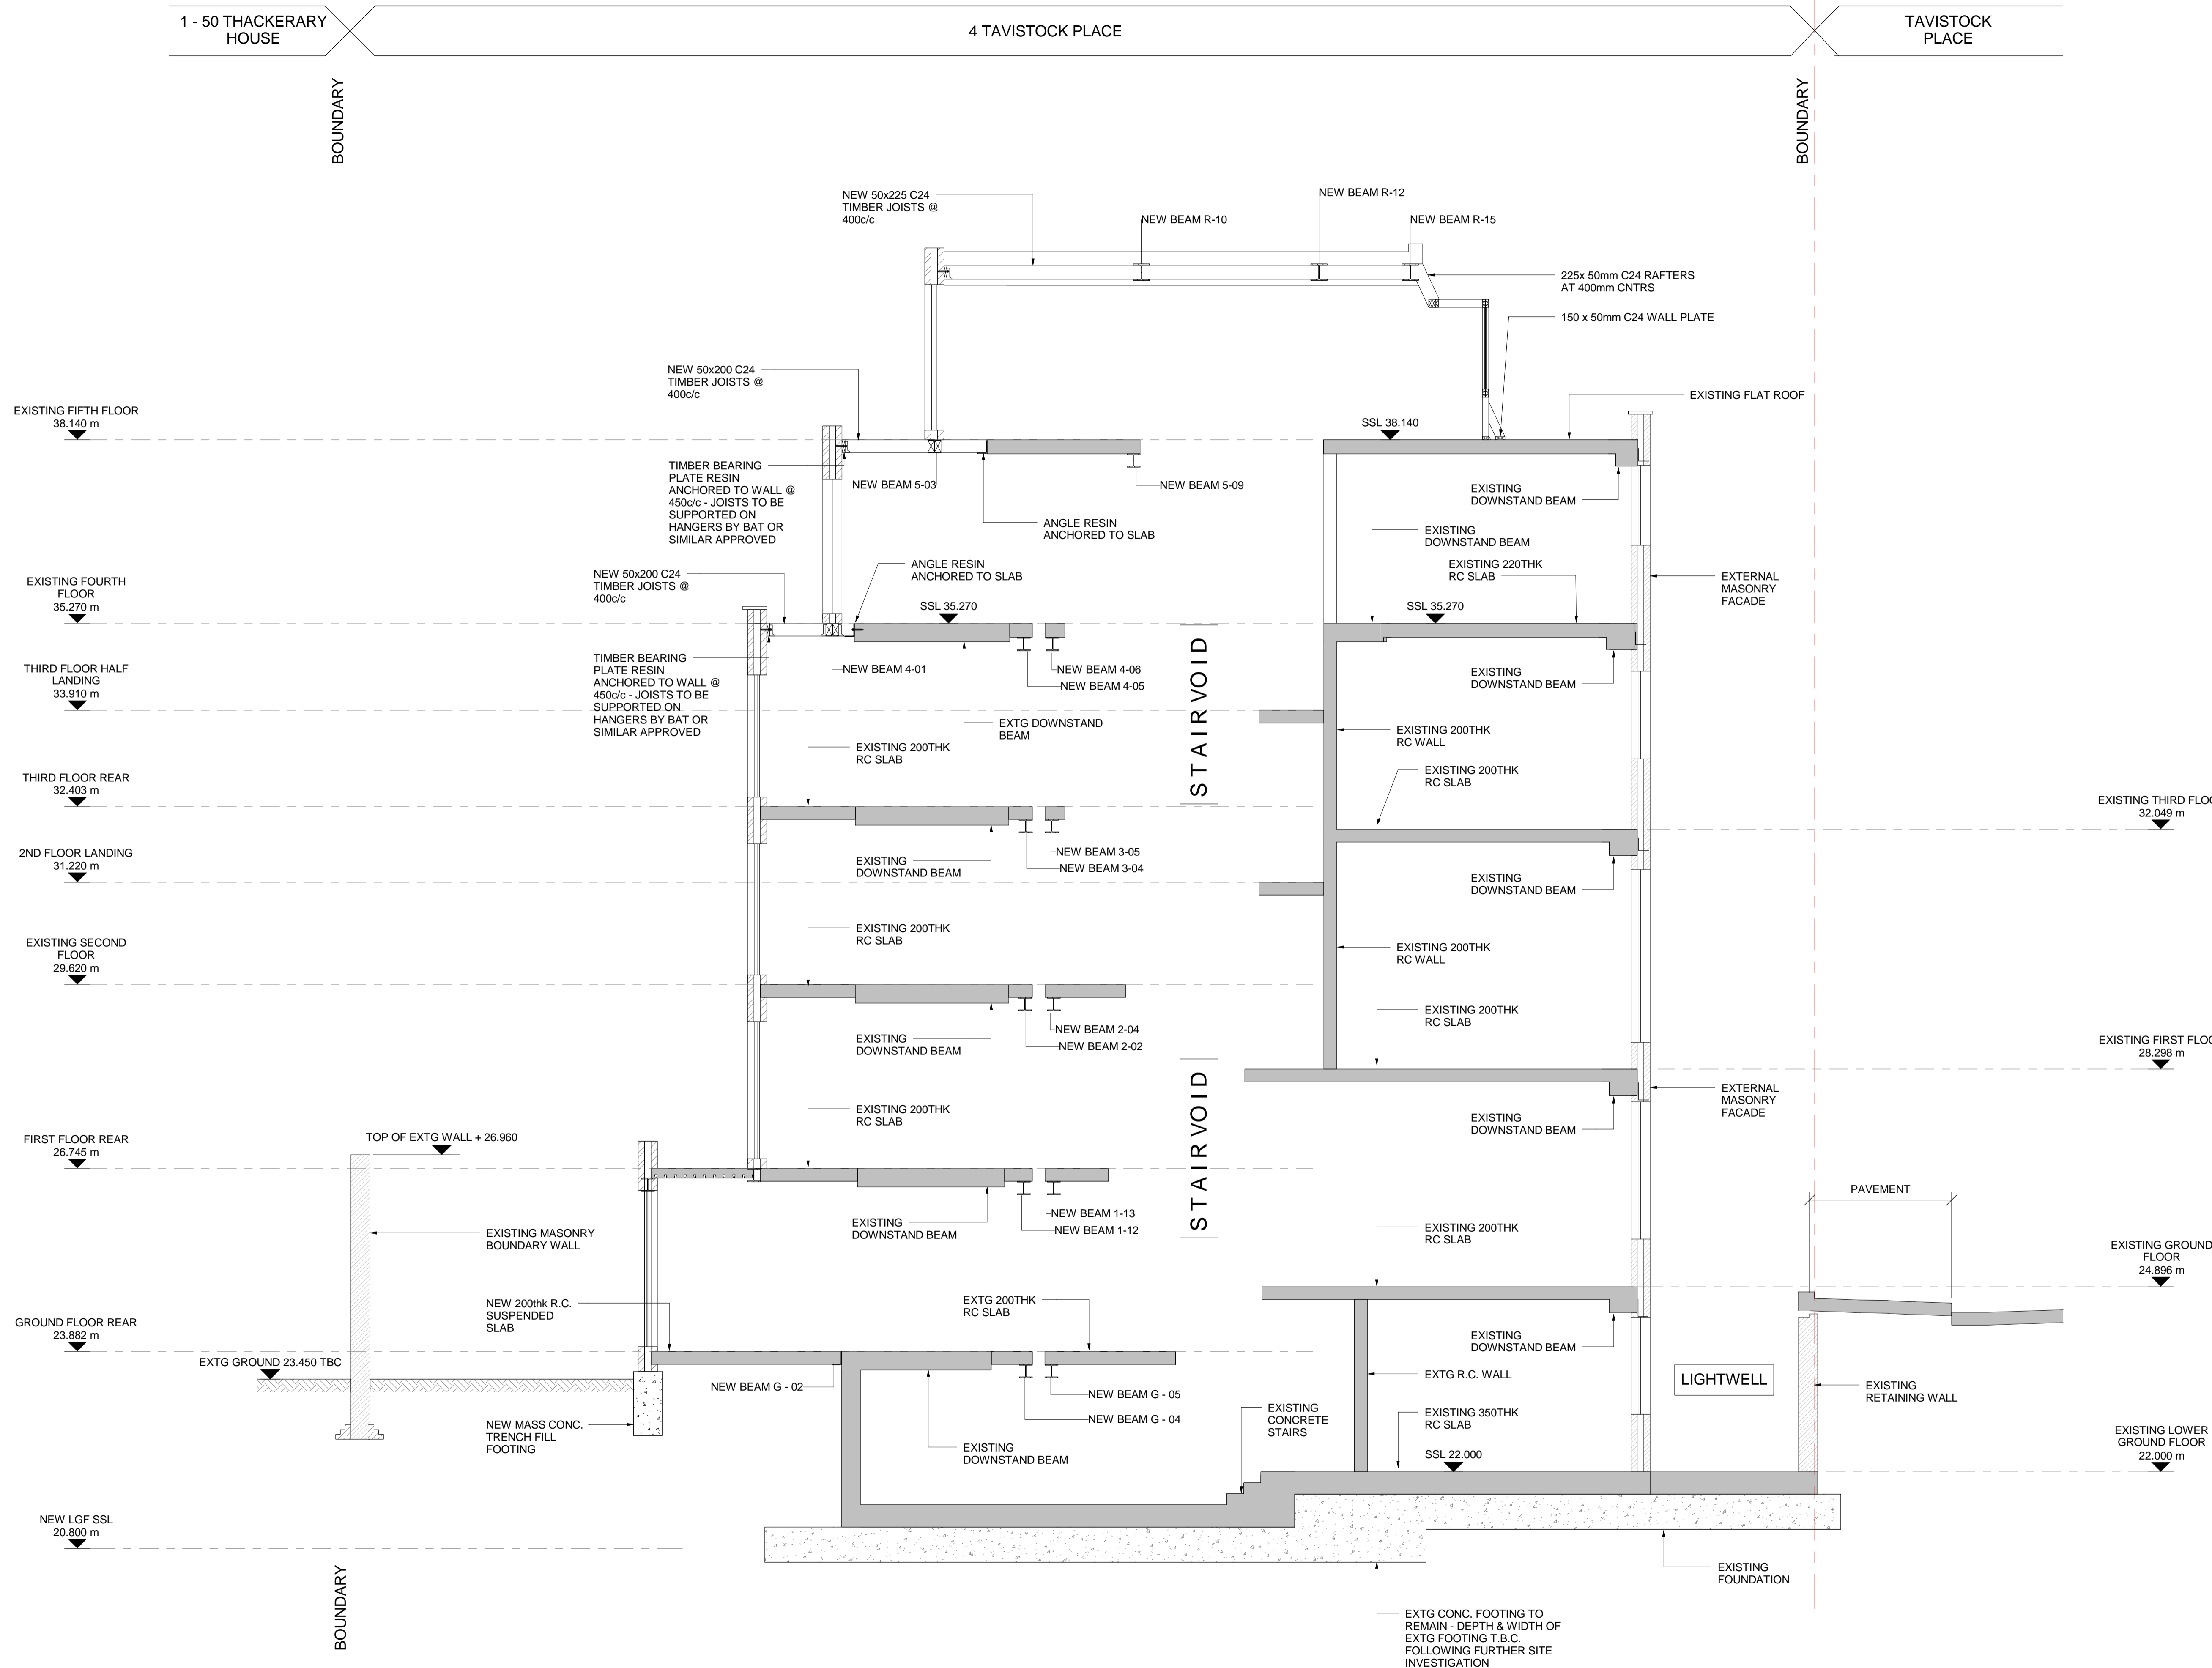 1 - 50 THACKERARY
HOUSE
4 TAVISTOCK PLACE
TAVISTOCK
PLACE
BOUNDARY
BOUNDARY
NEW 50x225 C24
TIMBER JOISTS @
400c/c
NEW BEAM R-10
NEW BEAM R-12
NEW BEAM R-15
225x 50mm C24 RAFTERS
AT 400mm CNTRS
150 x 50mm C24 WALL PLATE
NEW 50x200 C24
TIMBER JOISTS @
400c/c
EXISTING FLAT ROOF
EXISTING FIFTH FLOOR
38.140 m
SSL 38.140
TIMBER BEARING
PLATE RESIN
ANCHORED TO WALL @
450c/c - JOISTS TO BE
SUPPORTED ON
HANGERS BY BAT OR
SIMILAR APPROVED
NEW BEAM 5-03
NEW BEAM 5-09
ANGLE RESIN
ANCHORED TO SLAB
EXISTING
DOWNSTAND BEAM
EXISTING
DOWNSTAND BEAM
EXISTING 220THK
RC SLAB
EXTERNAL
MASONRY
FACADE
EXISTING FOURTH
FLOOR
35.270 m
NEW 50x200 C24
TIMBER JOISTS @
400c/c
ANGLE RESIN
ANCHORED TO SLAB
SSL 35.270
SSL 35.270
TIMBER BEARING
PLATE RESIN
ANCHORED TO WALL @
450c/c - JOISTS TO BE
SUPPORTED ON
HANGERS BY BAT OR
SIMILAR APPROVED
NEW BEAM 4-01
NEW BEAM 4-06
NEW BEAM 4-05
EXTG DOWNSTAND
BEAM
STAIRVOID
EXISTING
DOWNSTAND BEAM
THIRD FLOOR HALF
LANDING
33.910 m
EXISTING 200THK
RC WALL
EXISTING 200THK
RC SLAB
EXISTING 200THK
RC SLAB
THIRD FLOOR REAR
32.403 m
EXISTING THIRD FLOO
32.049 m
EXISTING
DOWNSTAND BEAM
NEW BEAM 3-05
NEW BEAM 3-04
EXISTING
DOWNSTAND BEAM
2ND FLOOR LANDING
31.220 m
EXISTING 200THK
RC SLAB
EXISTING 200THK
RC WALL
EXISTING SECOND
FLOOR
29.620 m
EXISTING
DOWNSTAND BEAM
NEW BEAM 2-04
NEW BEAM 2-02
EXISTING 200THK
RC SLAB
EXISTING FIRST FLOO
28.298 m
STAIRVOID
EXTERNAL
MASONRY
FACADE
EXISTING
DOWNSTAND BEAM
EXISTING 200THK
RC SLAB
FIRST FLOOR REAR
26.745 m
TOP OF EXTG WALL + 26.960
EXISTING MASONRY
BOUNDARY WALL
EXISTING
DOWNSTAND BEAM
NEW BEAM 1-13
NEW BEAM 1-12
EXISTING 200THK
RC SLAB
PAVEMENT
EXISTING GROUND
FLOOR
24.896 m
NEW 200thk R.C.
SUSPENDED
SLAB
EXTG 200THK
RC SLAB
EXISTING
DOWNSTAND BEAM
GROUND FLOOR REAR
23.882 m
EXTG GROUND 23.450 TBC
NEW BEAM G - 02
NEW BEAM G - 05
NEW BEAM G - 04
EXTG R.C. WALL
LIGHTWELL
EXISTING
RETAINING WALL
NEW MASS CONC.
TRENCH FILL
FOOTING
EXISTING
DOWNSTAND BEAM
EXISTING
CONCRETE
STAIRS
EXISTING 350THK
RC SLAB
SSL 22.000
EXISTING LOWER
GROUND FLOOR
22.000 m
NEW LGF SSL
20.800 m
EXISTING
FOUNDATION
BOUNDARY
EXTG CONC. FOOTING TO
REMAIN - DEPTH & WIDTH OF
EXTG FOOTING T.B.C.
FOLLOWING FURTHER SITE
INVESTIGATION